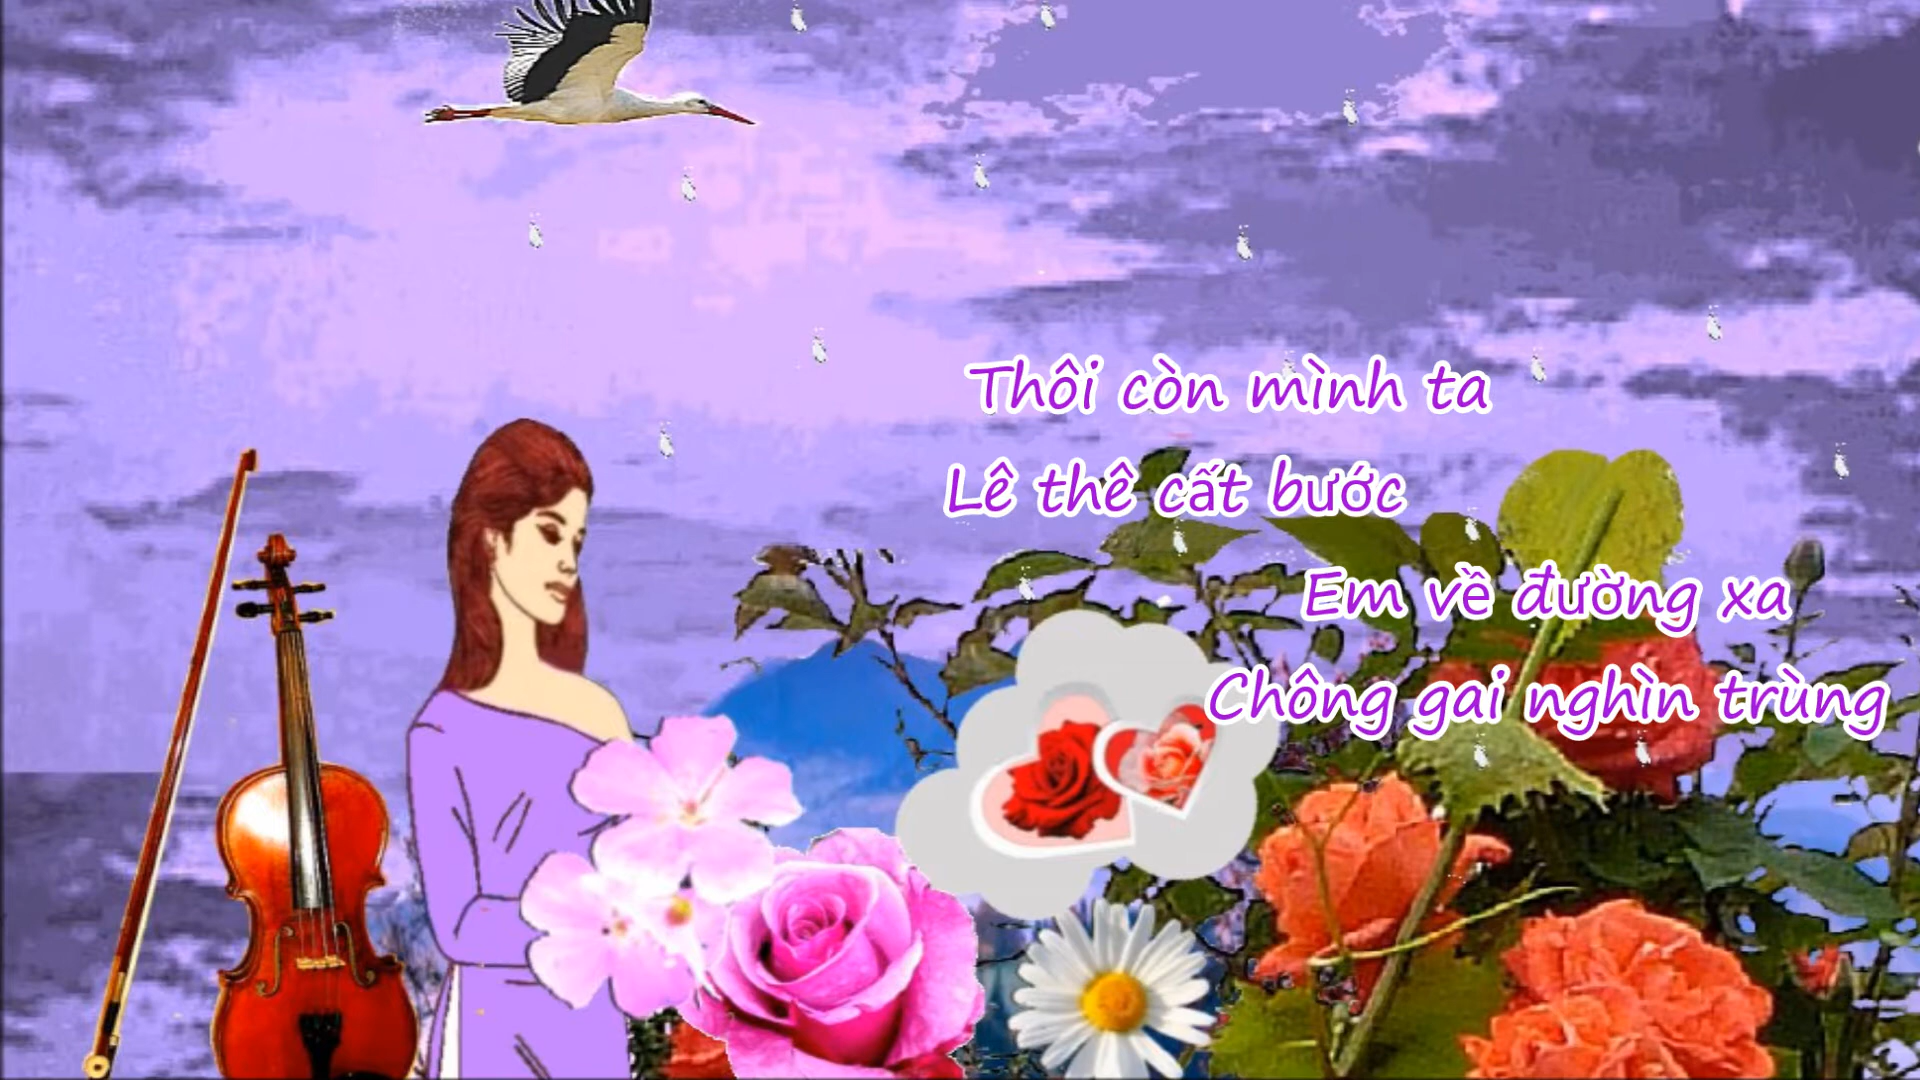 Thôi còn mình ta
Lê thê cất bước
Em về đường xa
Chông gai nghìn trùng